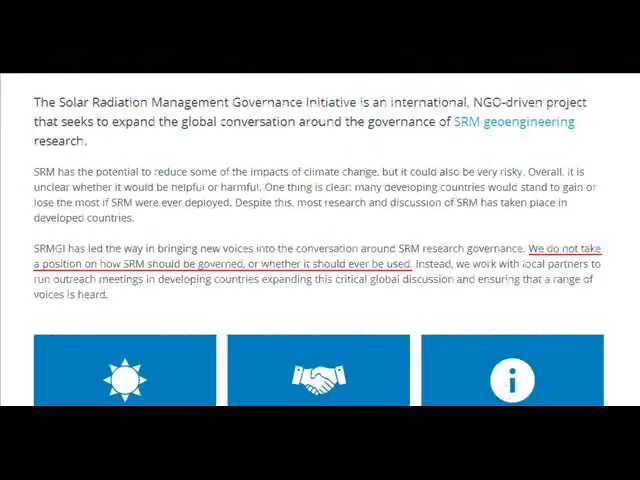 The Solar Radiation Management Governance Initiative is an international, NGO-driven project
that seeks to expand the global conversation around the governance of SRM geoengineering
research.
SRM has the potential to reduce some of the impacts of climate change, but it could also be very risky. Overall, it is
unclear whether it would be helpful or harmful. One thing is clear: many developing countries would stand to gain or
lose the most if SRM were ever deployed. Despite this, most research and discussion of SRM has taken place in
developed countries.
SRMGI has led the way in bringing new voices into the conversation around SRM research governance. We do not take
a position on how SRM should be governed, or whether it should ever be used. Instead, we work with local partners to
run outreach meetings in developing countries expanding this critical global discussion and ensuring that a range of
voices is heard.